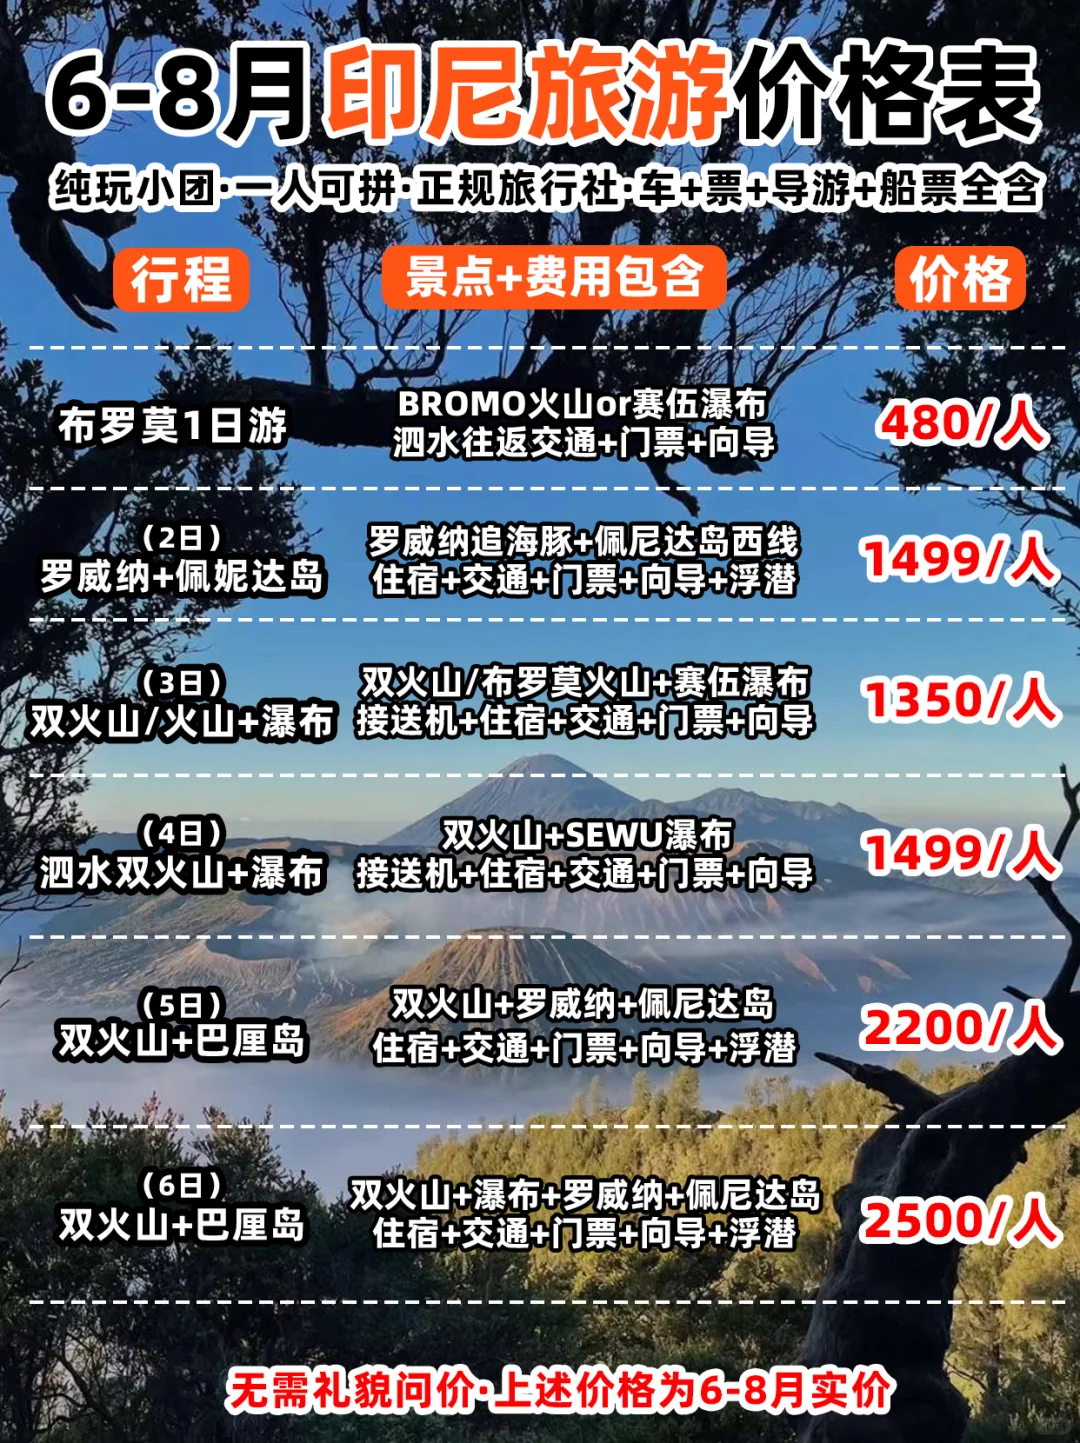 6-8月印尼旅游价格表
纯玩小团·一人可拼·正规旅行社·车+票+导游+船票全含
行程
景点+费用包含
价格
布罗莫1日游
BROMO火山or赛伍瀑布
泗水往返交通+门票+向导
480/人
（2日）
罗威纳+佩妮达岛
罗威纳追海豚+佩尼达岛西线
住宿+交通+门票+向导+浮潜
1499/人
（3日）
双火山/火山+瀑布
双火山/布罗莫火山+赛伍瀑布
接送机+住宿+交通+门票+向导
1350/人
（4日）
泗水双火山+瀑布
双火山+SEWU瀑布
接送机+住宿+交通+门票+向导
1499/人
（5日）
双火山+巴厘岛
双火山+罗威纳+佩尼达岛
住宿+交通+门票+向导+浮潜
2200/人
（6日）
双火山+巴厘岛
双火山+瀑布+罗威纳+佩尼达岛
住宿+交通+门票+向导+浮潜
2500/人
无需礼貌问价·上述价格为6-8月实价